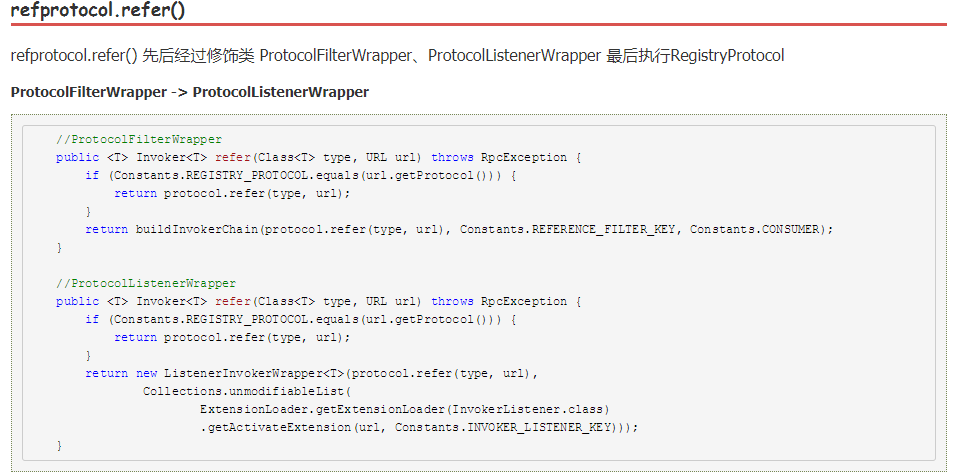 refprotocol.refer()
refprotocol.refer() 先后经过修饰类 ProtocolFilterWrapper、ProtocolListenerWrapper 最后执行RegistryProtocol
ProtocolFilterWrapper -> ProtocolListenerWrapper
//ProtocolFilterWrapper
public <T> Invoker<T> refer(Class<T> type, URL url) throws RpcException {
if (Constants.REGISTRY_PROTOCOL.equals(url.getProtocol())) {
return protocol.refer(type, url);
}
return buildInvokerChain(protocol.refer(type, url), Constants.REFERENCE_FILTER_KEY, Constants.CONSUMER);
}
//ProtocolListenerWrapper
public <T> Invoker<T> refer(Class<T> type, URL url) throws RpcException {
if (Constants.REGISTRY_PROTOCOL.equals(url.getProtocol())) {
return protocol.refer(type, url);
}
return new ListenerInvokerWrapper<T>(protocol.refer(type, url),
Collections.unmodifiableList(
ExtensionLoader.getExtensionLoader(InvokerListener.class)
.getActivateExtension(url, Constants.INVOKER_LISTENER_KEY)));
}